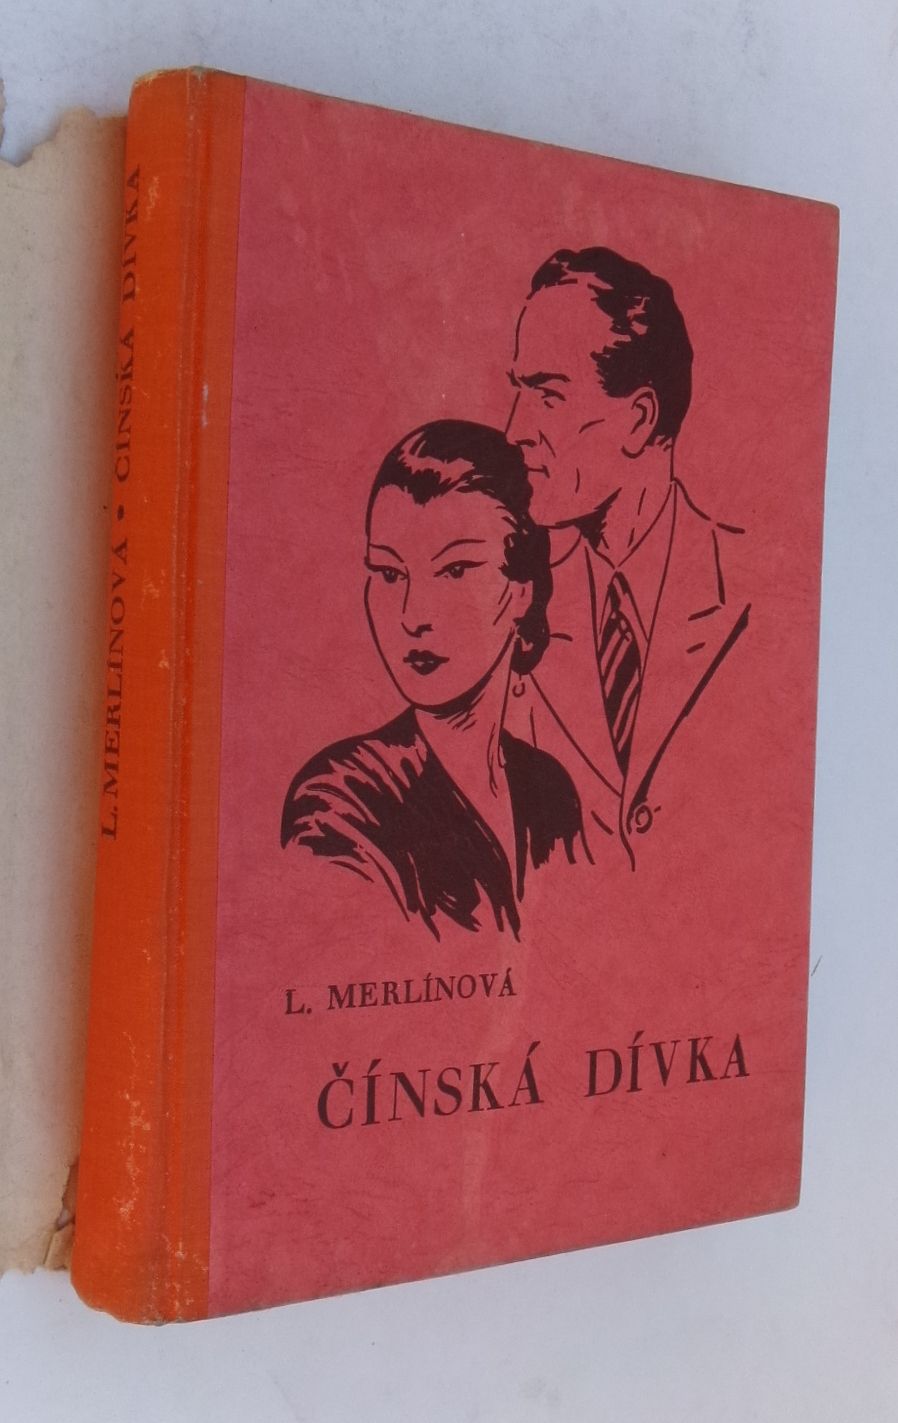 L. MERLÍNOVÁ • ČÍNSKÁ DÍVKA
L. MERLÍNOVÁ
ČÍNSKÁ DÍVKA